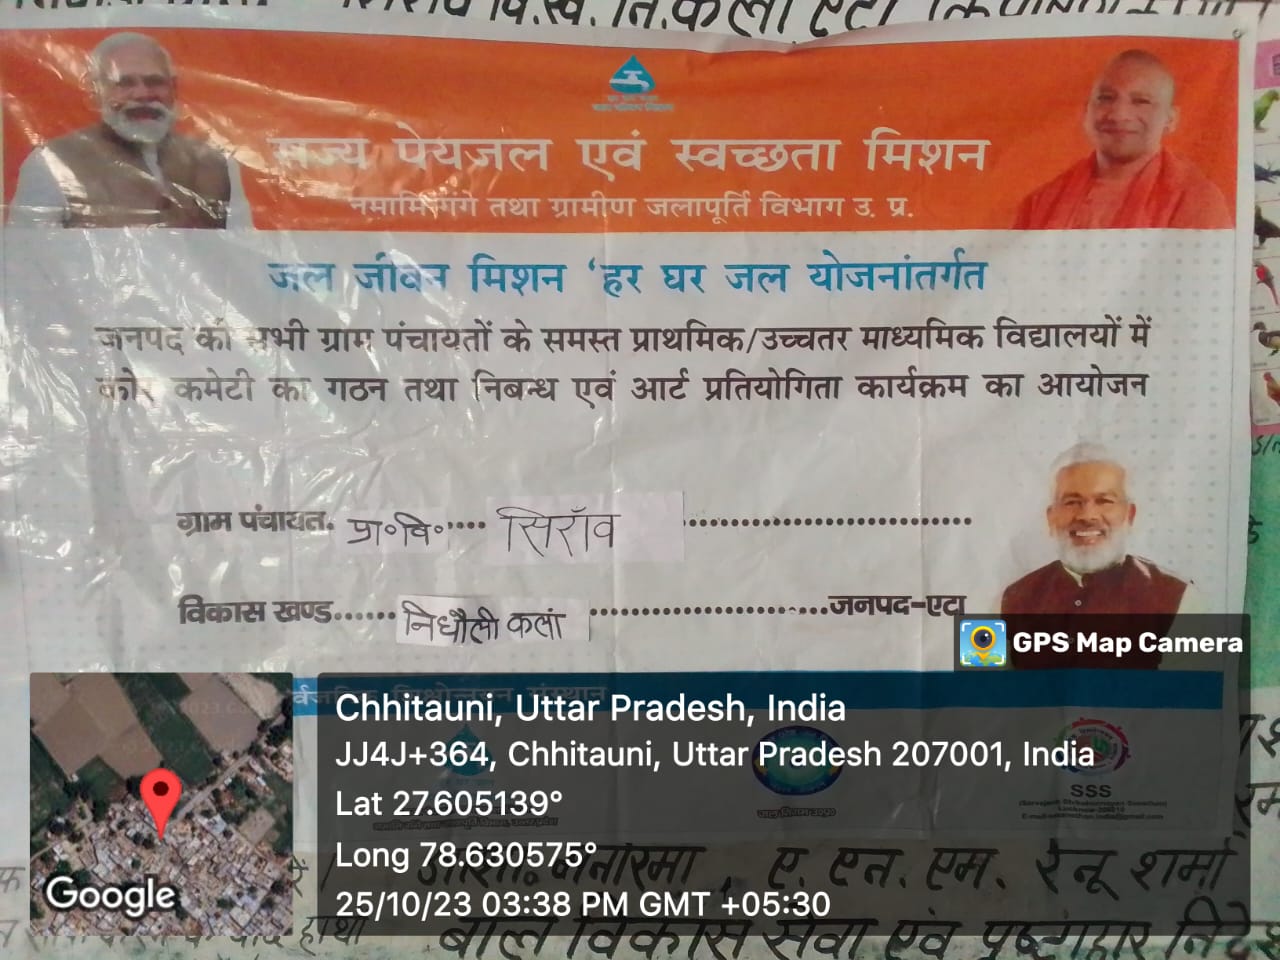 वि.ख. नि.कलां एटा
राज्य पेयजल एवं स्वच्छता मिशन
नमामि गंगे तथा ग्रामीण जलापूर्ति विभाग उ. प्र.
जल जीवन मिशन ‘हर घर जल योजनांतर्गत
जनपद की सभी ग्राम पंचायतों के समस्त प्राथमिक/उच्चतर माध्यमिक विद्यालयों में
कोर कमेटी का गठन तथा निबन्ध एवं आर्ट प्रतियोगिता कार्यक्रम का आयोजन
ग्राम पंचायत. प्रा०वि०.... सिराँव ..............................
विकास खण्ड...... निधौली कलां .........................जनपद-एटा
GPS Map Camera
Chhitauni, Uttar Pradesh, India
JJ4J+364, Chhitauni, Uttar Pradesh 207001, India
Lat 27.605139°
Long 78.630575°
25/10/23 03:38 PM GMT +05:30
Google
SSS
ए. एन. एम. रेनू शर्मा
बाल विकास सेवा एवं पुष्टाहार